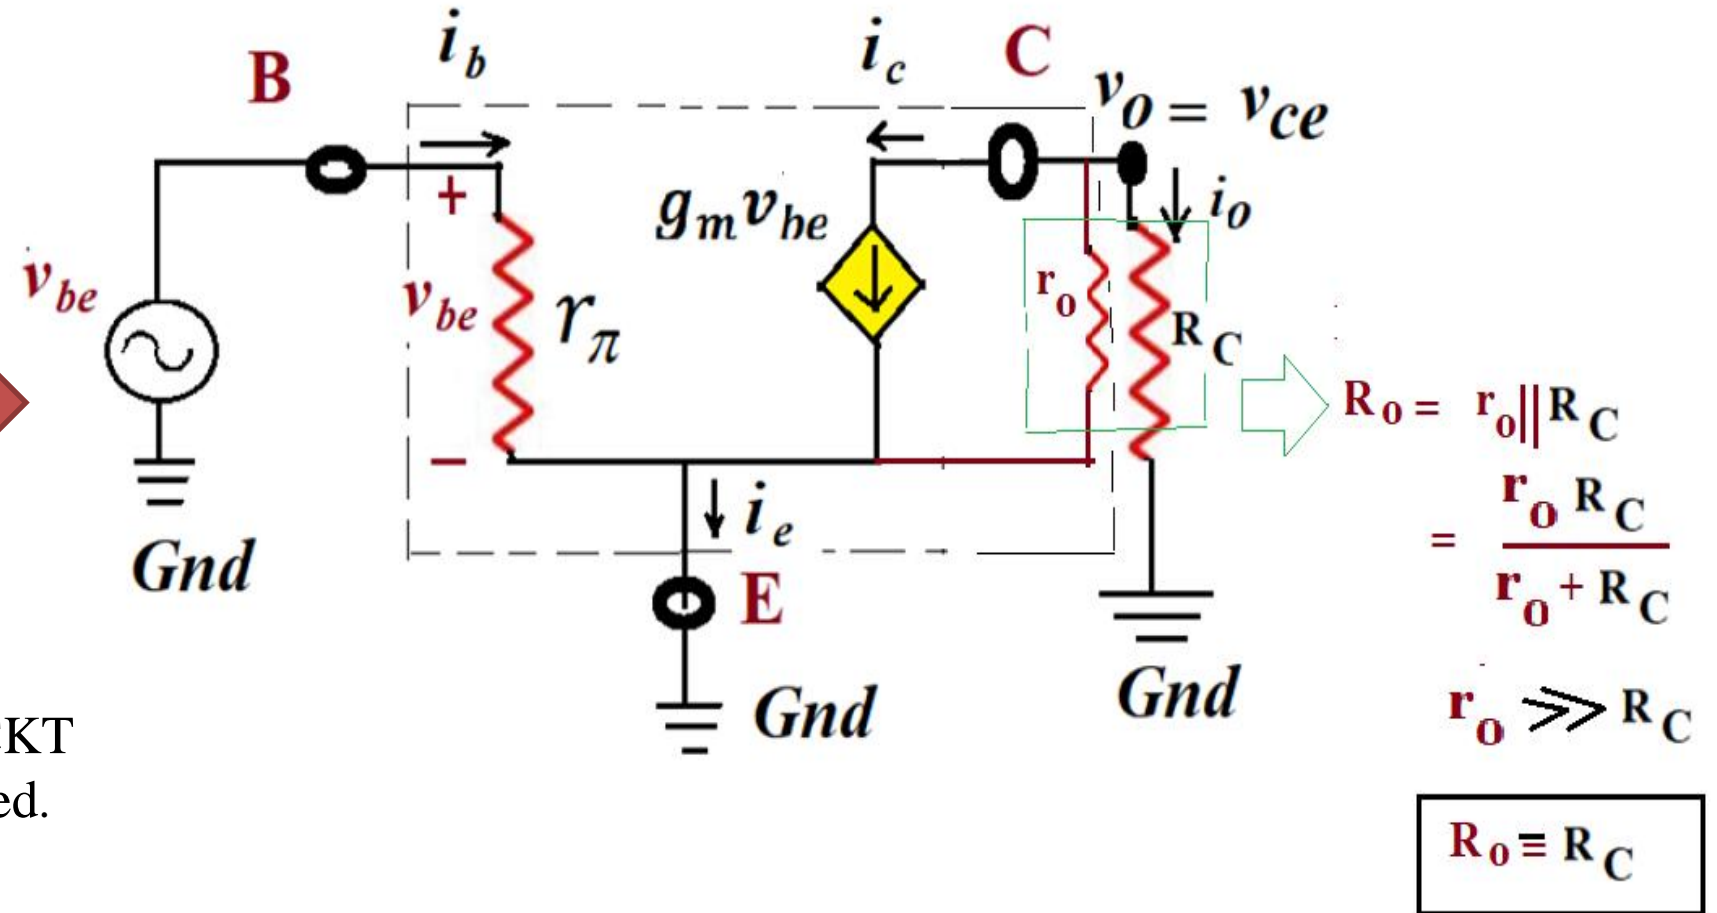 B
i_b
i_c
C
v_o = v_ce
v_be
+
v_be
−
r_π
g_m v_be
r_o
R_C
i_o
i_e
E
Gnd
Gnd
Gnd
R_o = r_o||R_C
= r_o R_C
r_o + R_C
r_o ≫ R_C
R_o ≡ R_C
CKT
ed.